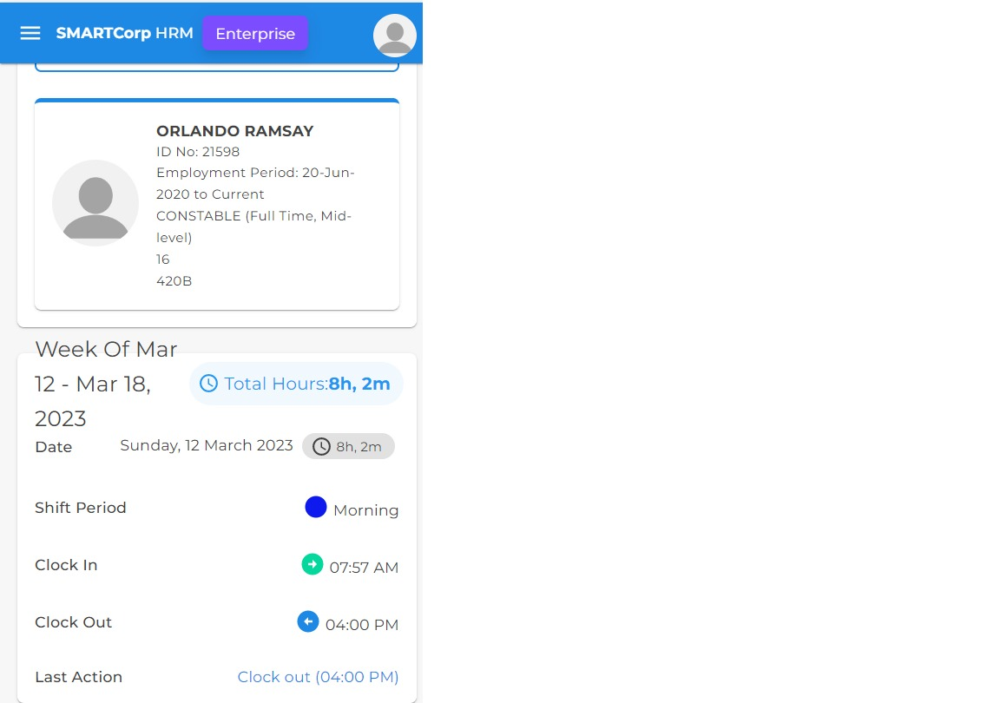 SMARTCorp HRM Enterprise
ORLANDO RAMSAY
ID No: 21598
Employment Period: 20-Jun-
2020 to Current
CONSTABLE (Full Time, Mid-
level)
16
420B
Week Of Mar
12 - Mar 18,
2023
Total Hours:8h, 2m
Date Sunday, 12 March 2023 8h, 2m
Shift Period Morning
Clock In 07:57 AM
Clock Out 04:00 PM
Last Action Clock out (04:00 PM)